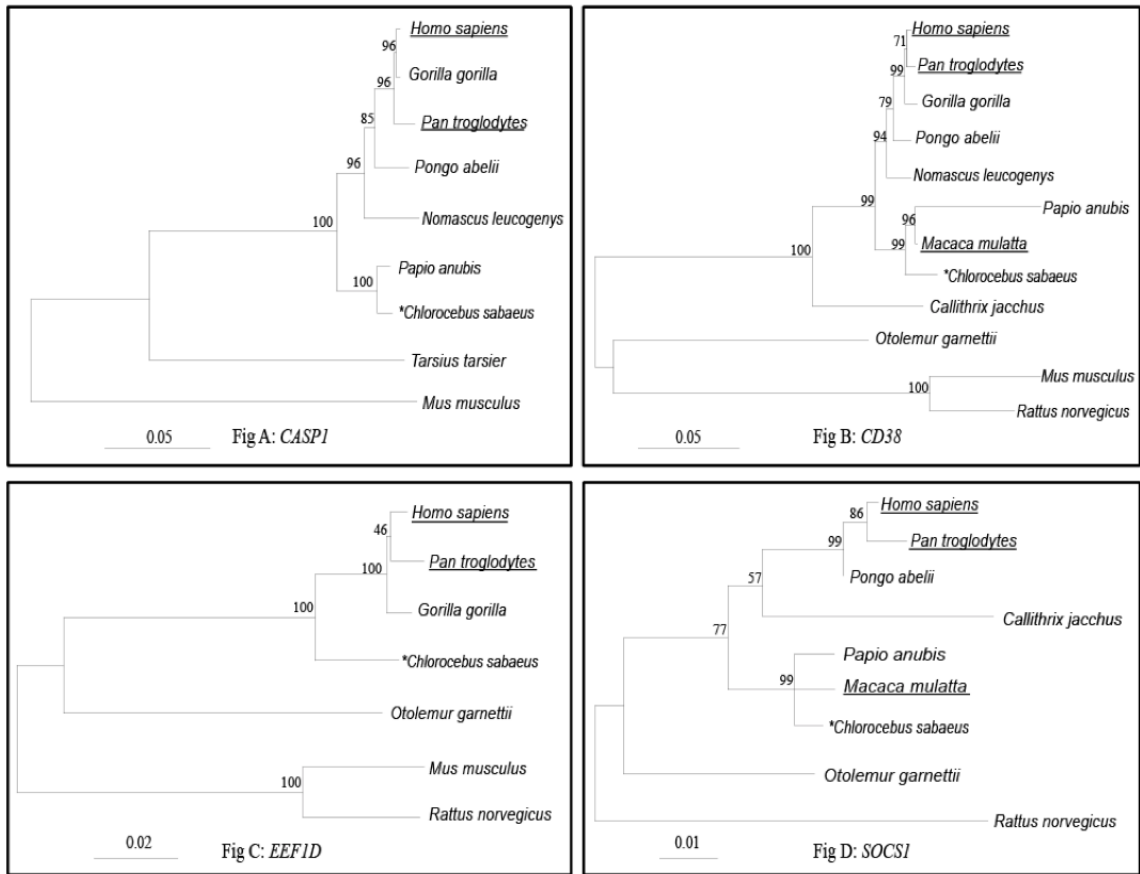 Homo sapiens
96
Gorilla gorilla
96
Pan troglodytes
85
Pongo abelii
96
Nomascus leucogenys
100
Papio anubis
100
*Chlorocebus sabaeus
Tarsius tarsier
Mus musculus
0.05
Fig A: CASP1
Homo sapiens
71
Pan troglodytes
99
Gorilla gorilla
79
Pongo abelii
94
Nomascus leucogenys
99
Papio anubis
96
Macaca mulatta
99
100
*Chlorocebus sabaeus
Callithrix jacchus
Otolemur garnettii
Mus musculus
100
Rattus norvegicus
0.05
Fig B: CD38
Homo sapiens
46
Pan troglodytes
100
Gorilla gorilla
100
*Chlorocebus sabaeus
Otolemur garnettii
Mus musculus
100
Rattus norvegicus
0.02
Fig C: EEF1D
Homo sapiens
86
Pan troglodytes
99
Pongo abelii
57
Callithrix jacchus
77
Papio anubis
Macaca mulatta
99
*Chlorocebus sabaeus
Otolemur garnettii
Rattus norvegicus
0.01
Fig D: SOCS1